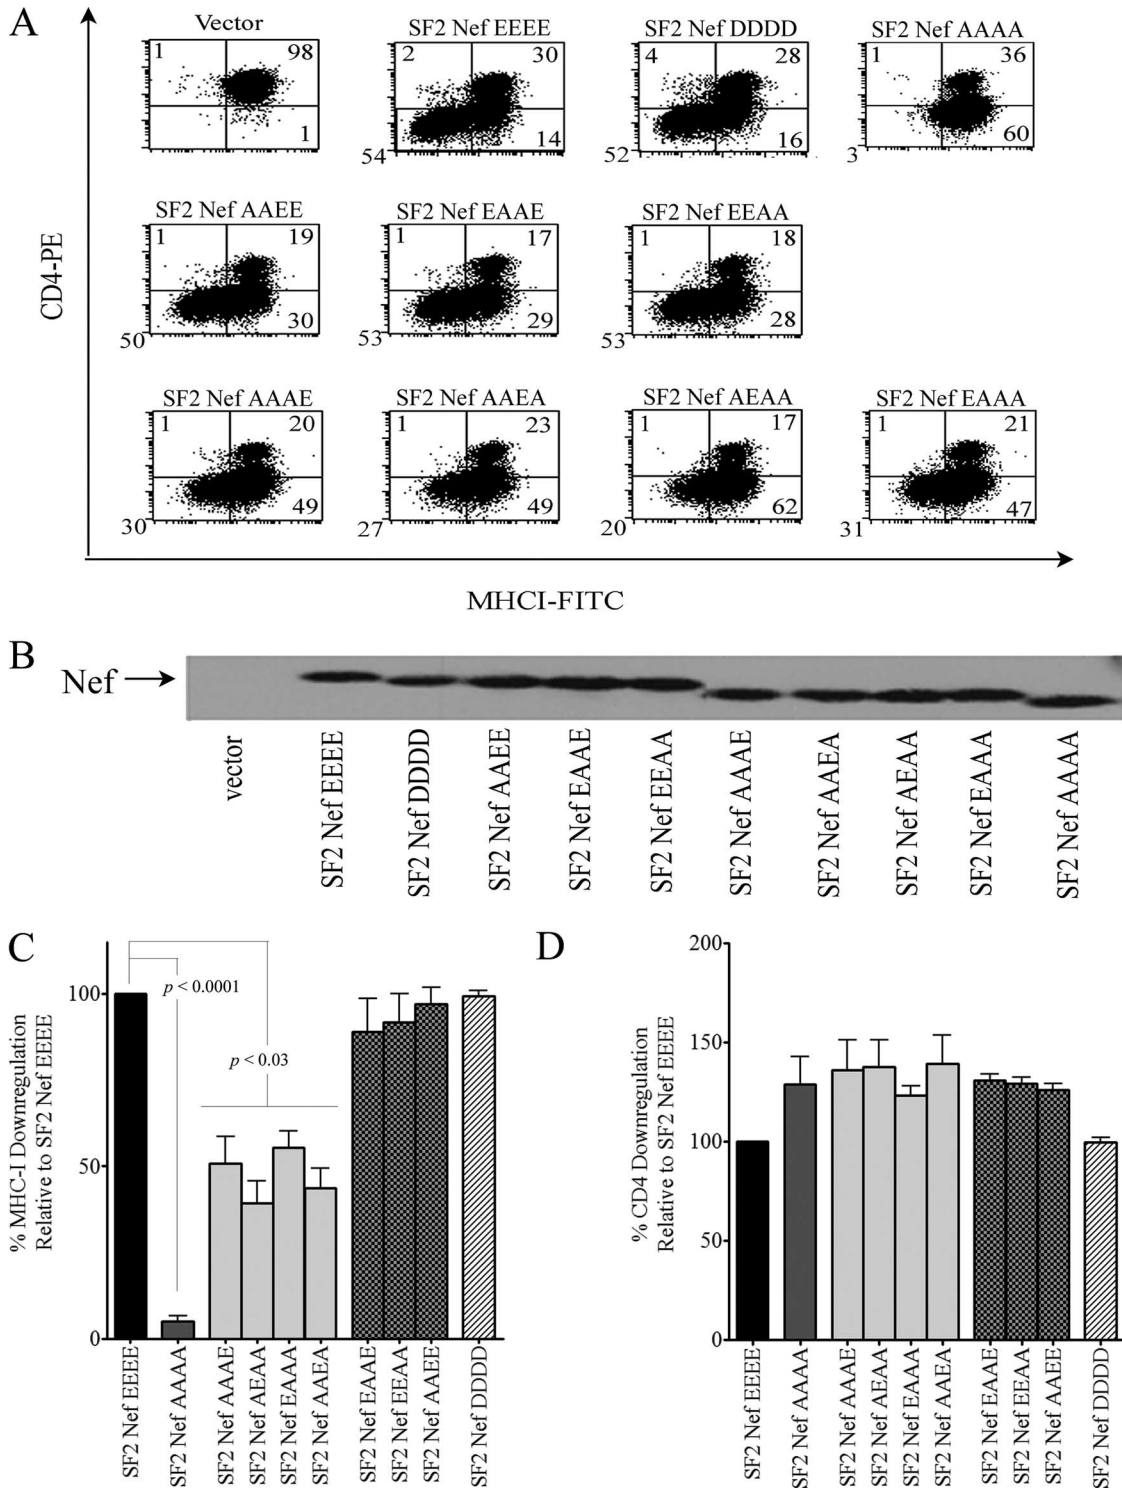 A
Vector
SF2 Nef EEEE
SF2 Nef DDDD
SF2 Nef AAAA
1 98
2 30
4 28
1 36
1
14
16
60
54
52
3
SF2 Nef AAEE
SF2 Nef EAAE
SF2 Nef EEAA
1 19
1 17
1 18
30
29
28
50
53
53
SF2 Nef AAAE
SF2 Nef AAEA
SF2 Nef AEAA
SF2 Nef EAAA
1 20
1 23
1 17
1 21
49
49
62
47
30
27
20
31
CD4-PE
MHCI-FITC
B
Nef
vector
SF2 Nef EEEE
SF2 Nef DDDD
SF2 Nef AAEE
SF2 Nef EAAE
SF2 Nef EEAA
SF2 Nef AAAE
SF2 Nef AAEA
SF2 Nef AEAA
SF2 Nef EAAA
SF2 Nef AAAA
C
% MHC-I Downregulation
Relative to SF2 Nef EEEE
100
50
0
p < 0.0001
p < 0.03
SF2 Nef EEEE
SF2 Nef AAAA
SF2 Nef AAAE
SF2 Nef AEAA
SF2 Nef EAAA
SF2 Nef AAEA
SF2 Nef EAAE
SF2 Nef EEAA
SF2 Nef AAEE
SF2 Nef DDDD
D
% CD4 Downregulation
Relative to SF2 Nef EEEE
200
150
100
50
0
SF2 Nef EEEE
SF2 Nef AAAA
SF2 Nef AAAE
SF2 Nef AEAA
SF2 Nef EAAA
SF2 Nef AAEA
SF2 Nef EAAE
SF2 Nef EEAA
SF2 Nef AAEE
SF2 Nef DDDD